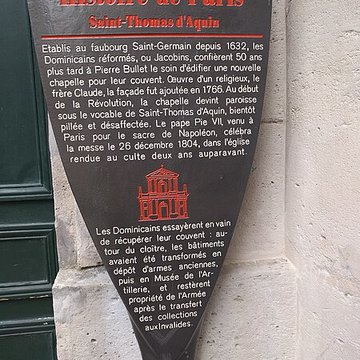 Histoire de Paris
Saint-Thomas d'Aquin
Etablis au faubourg Saint-Germain depuis 1632, les
Dominicains réformés, ou Jacobins, confièrent 50 ans
plus tard à Pierre Bullet le soin d'édifier une nouvelle
chapelle pour leur couvent. Œuvre d'un religieux, le
frère Claude, la façade fut ajoutée en 1766. Au début
de la Révolution, la chapelle devint paroisse
sous le vocable de Saint-Thomas d'Aquin, bientôt
pillée et désaffectée. Le pape Pie VII, venu à
Paris pour le sacre de Napoléon, célébra
la messe le 26 décembre 1804, dans l'église
rendue au culte deux ans auparavant.
Les Dominicains essayèrent en vain
de récupérer leur couvent : au-
tour du cloître, les bâtiments
avaient été transformés en
dépôt d'armes anciennes,
puis en Musée de l'Ar-
tillerie, et restèrent
propriété de l'Armée
après le transfert
des collections
aux Invalides.